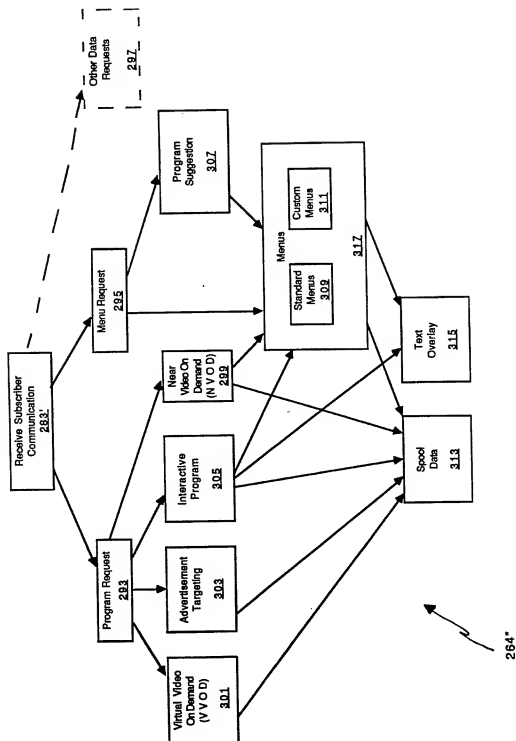 Receive Subscriber
Communication
283'
Other Data
Requests
297
Program Request
293
Menu Request
295
Virtual Video
On Demand
(V V O D)
301
Advertisement
Targeting
303
Interactive
Program
305
Near
Video On
Demand
(N V O D)
299
Program
Suggestion
307
Menus
Standard
Menus
309
Custom
Menus
311
317
Spool
Data
313
Text
Overlay
315
264"